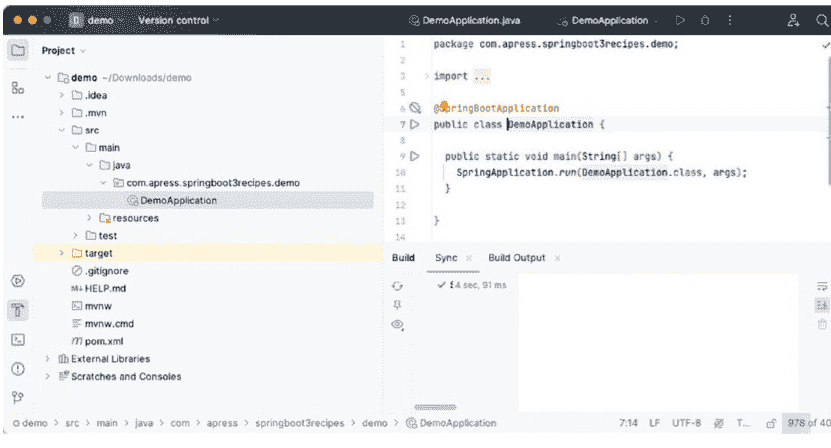 demo Version control DemoApplication.java DemoApplication
Project
demo ~/Downloads/demo
.idea
.mvn
src
main
java
com.apress.springboot3recipes.demo
DemoApplication
resources
test
target
.gitignore
M↓ HELP.md
mvnw
mvnw.cmd
pom.xml
External Libraries
Scratches and Consoles
1 package com.apress.springboot3recipes.demo;
2
3 import ...
5
6 @SpringBootApplication
7 public class DemoApplication {
8
9 public static void main(String[] args) {
10 SpringApplication.run(DemoApplication.class, args);
11 }
12
13 }
14
Build Sync Build Output
4 sec, 91 ms
demo > src > main > java > com > apress > springboot3recipes > demo > DemoApplication 7:14 LF UTF-8 T... 978 of 40